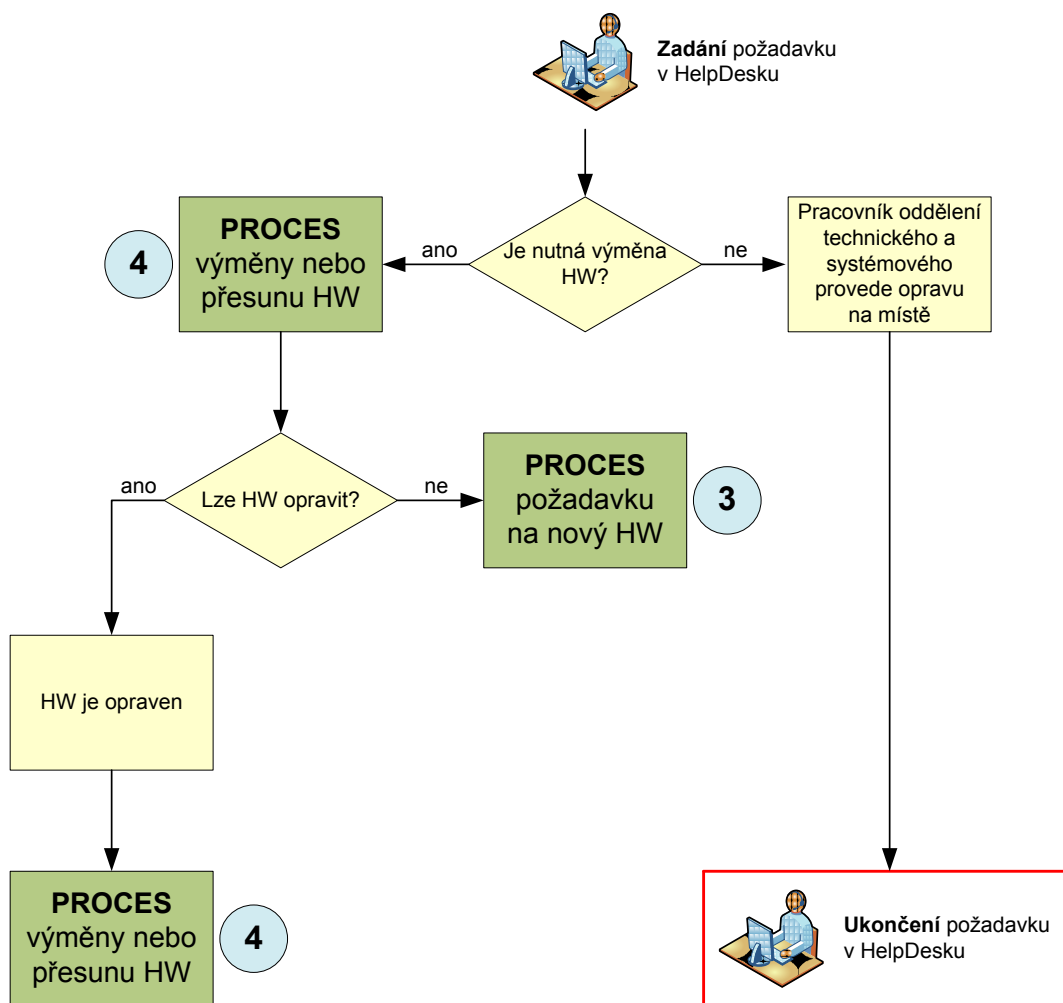 Zadání požadavku
v HelpDesku
PROCES
výměny nebo
přesunu HW
4
ano
Je nutná výměna
HW?
ne
Pracovník oddělení
technického a
systémového
provede opravu
na místě
ano
Lze HW opravit?
ne
PROCES
požadavku
na nový HW
3
HW je opraven
PROCES
výměny nebo
přesunu HW
4
Ukončení požadavku
v HelpDesku